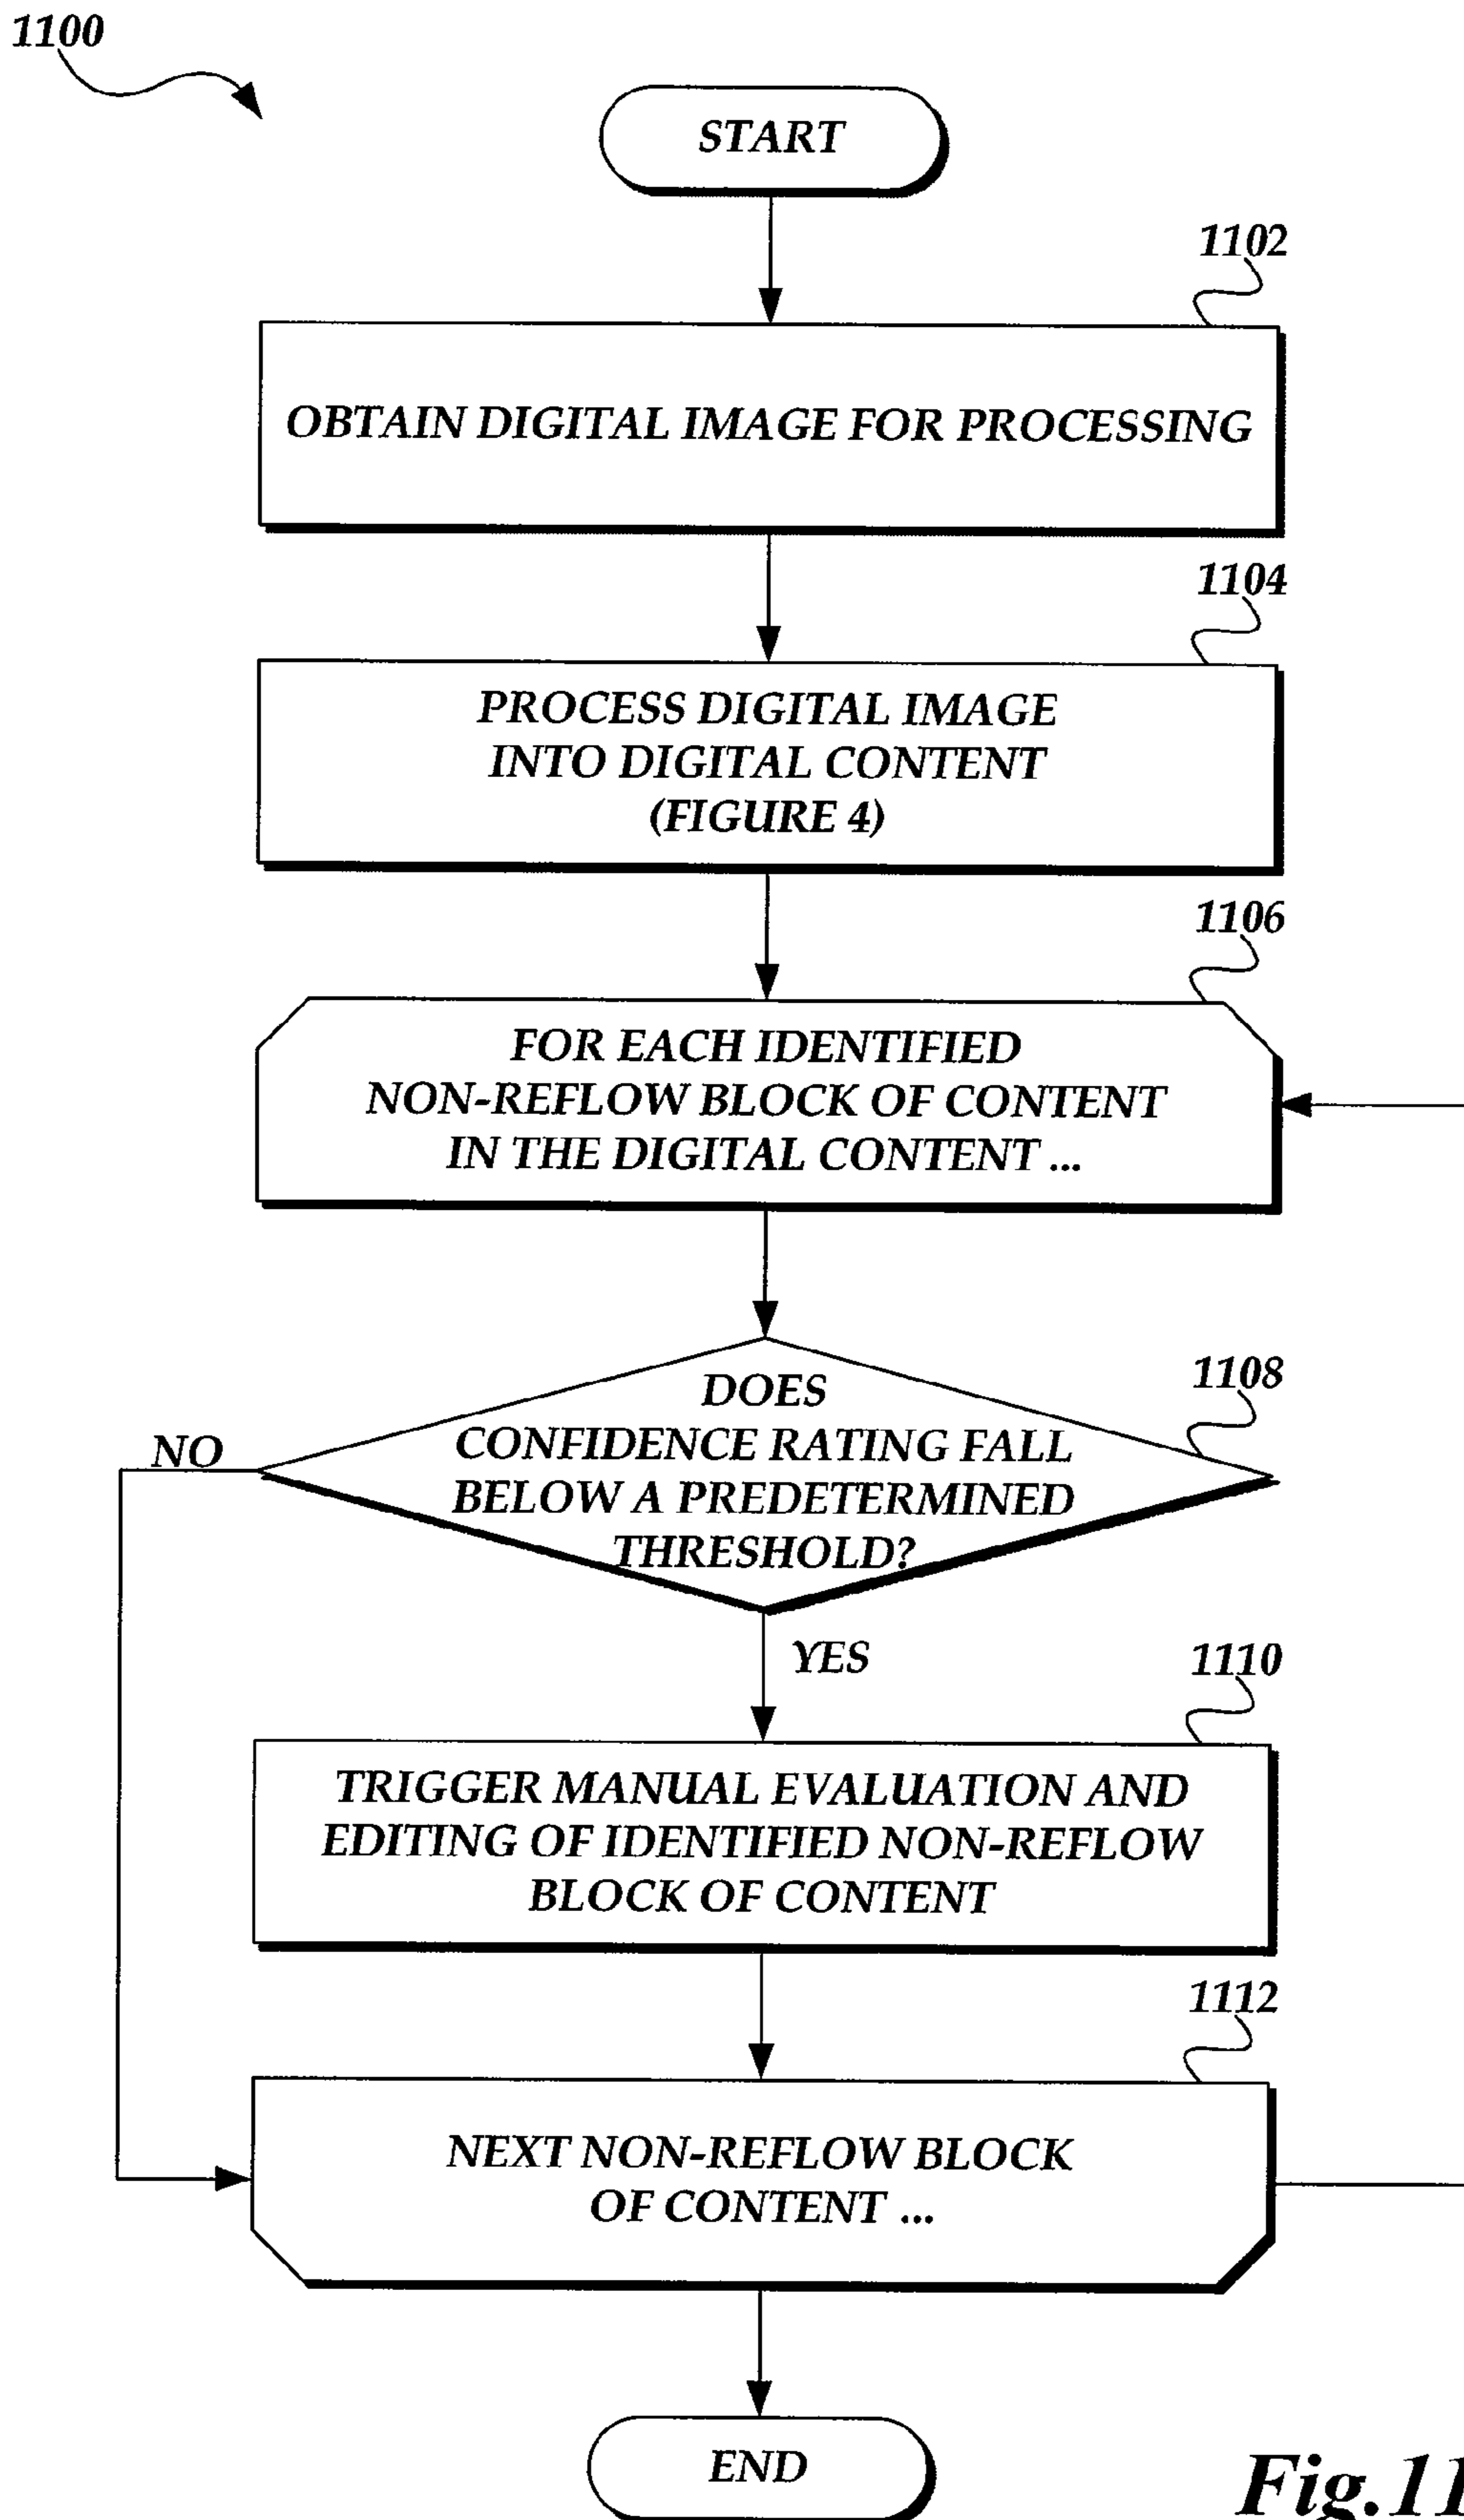 1100
START
1102
OBTAIN DIGITAL IMAGE FOR PROCESSING
1104
PROCESS DIGITAL IMAGE
INTO DIGITAL CONTENT
(FIGURE 4)
1106
FOR EACH IDENTIFIED
NON-REFLOW BLOCK OF CONTENT
IN THE DIGITAL CONTENT ...
1108
DOES
CONFIDENCE RATING FALL
BELOW A PREDETERMINED
THRESHOLD?
NO
YES
1110
TRIGGER MANUAL EVALUATION AND
EDITING OF IDENTIFIED NON-REFLOW
BLOCK OF CONTENT
1112
NEXT NON-REFLOW BLOCK
OF CONTENT ...
END
Fig.11